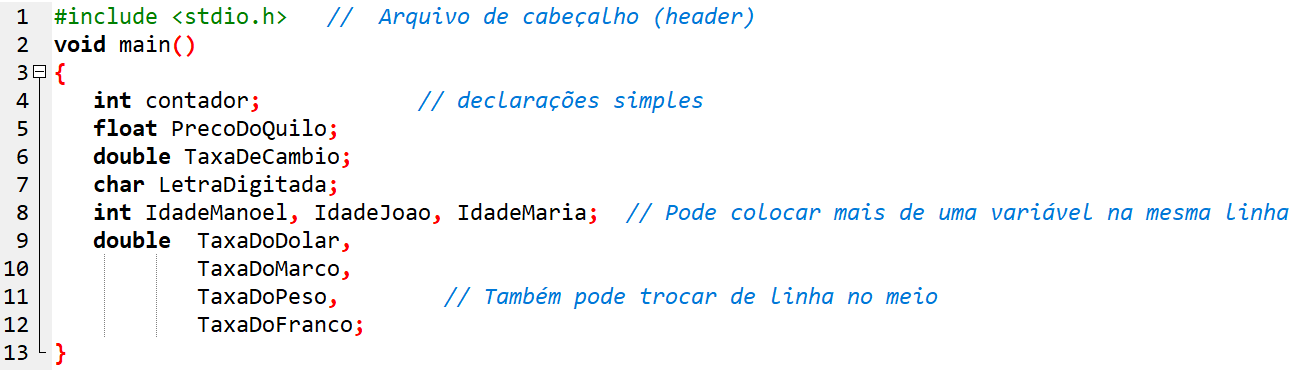 1 #include <stdio.h> // Arquivo de cabeçalho (header)
2 void main()
3 {
4 int contador; // declarações simples
5 float PrecoDoQuilo;
6 double TaxaDeCambio;
7 char LetraDigitada;
8 int IdadeManoel, IdadeJoao, IdadeMaria; // Pode colocar mais de uma variável na mesma linha
9 double TaxaDoDolar,
10 TaxaDoMarco,
11 TaxaDoPeso, // Também pode trocar de linha no meio
12 TaxaDoFranco;
13 }